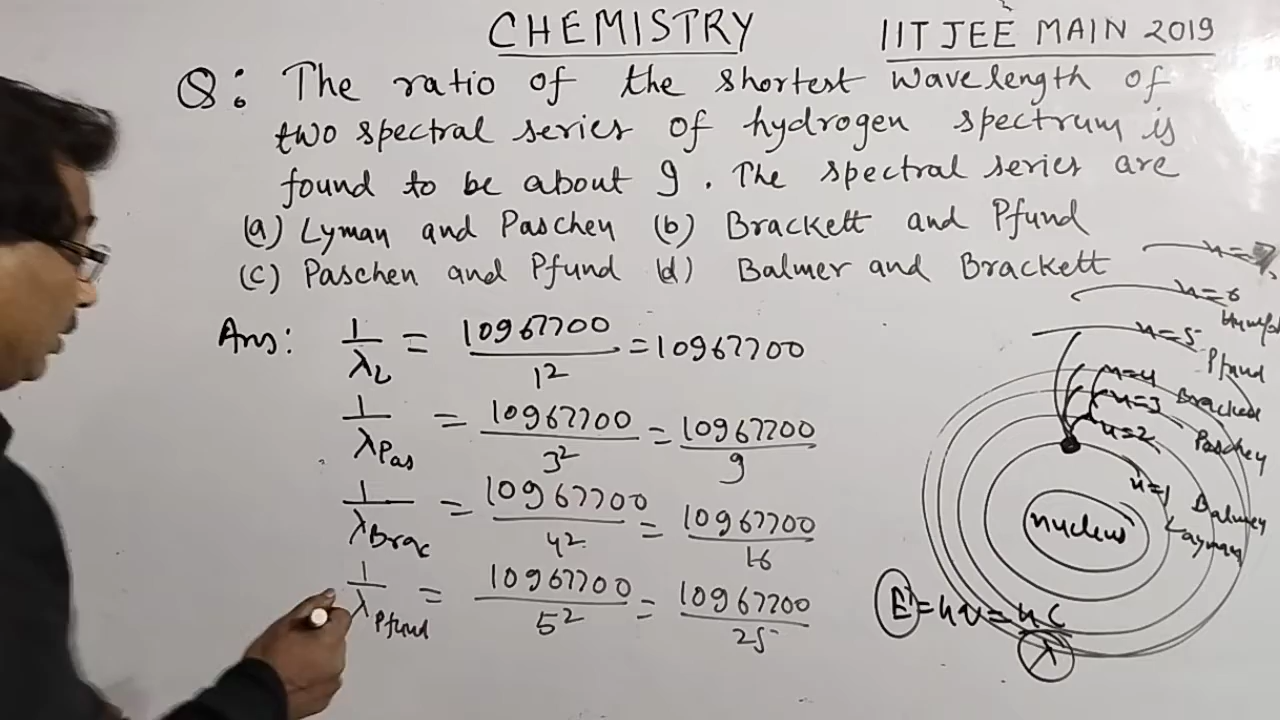 CHEMISTRY IIT JEE MAIN 2019
Q: The ratio of the shortest wavelength of
two spectral series of hydrogen spectrum is
found to be about 9. The spectral series are
(a) Lyman and Paschen (b) Brackett and Pfund
(c) Paschen and Pfund (d) Balmer and Brackett
Ans: 1/λL = 10967700/1² = 10967700
1/λPas = 10967700/3² = 10967700/9
1/λBrac = 10967700/4² = 10967700/16
1/λPfund = 10967700/5² = 10967700/25
n=7
n=6
n=5
Pfund
n=4
n=3
Paschen
n=2
n=1
nucleus
E = hν = hc/λ